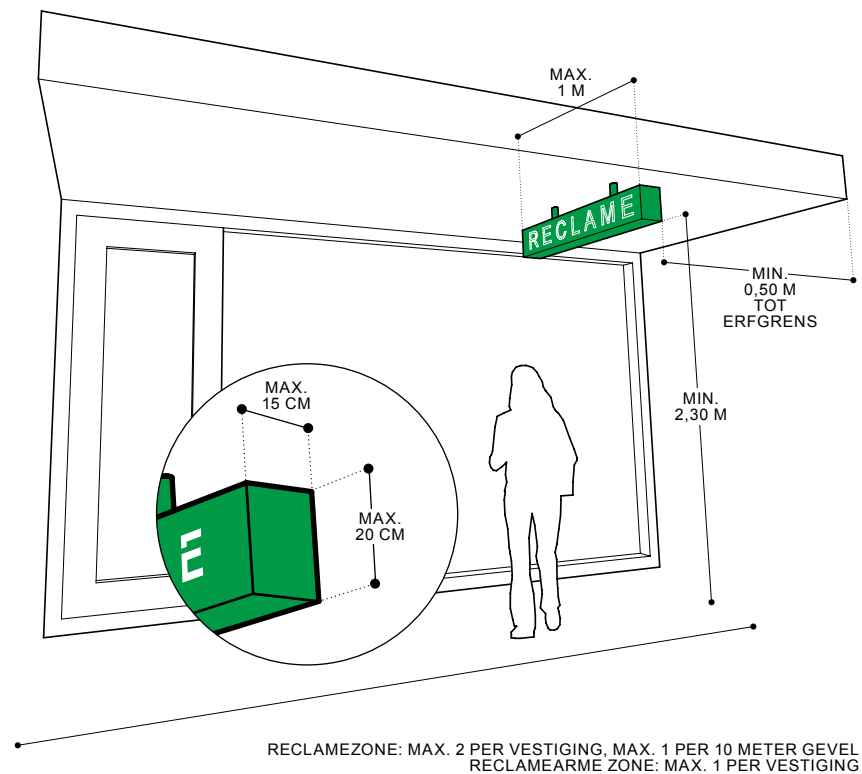 MAX.
1 M
RECLAME
MIN.
0,50 M
TOT
ERFGRENS
MAX.
15 CM
MIN.
2,30 M
MAX.
20 CM
E
RECLAMEZONE: MAX. 2 PER VESTIGING, MAX. 1 PER 10 METER GEVEL
RECLAMEARME ZONE: MAX. 1 PER VESTIGING